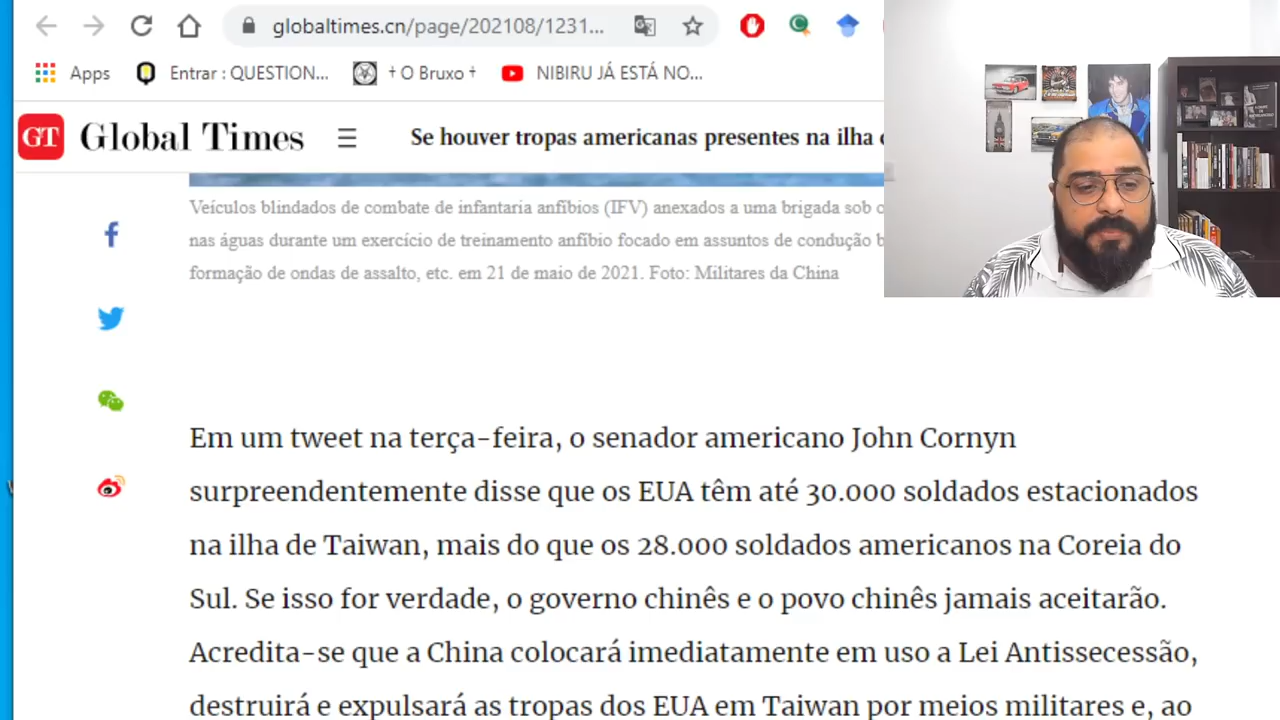 globaltimes.cn/page/202108/1231...
Apps
Entrar : QUESTION...
† O Bruxo †
NIBIRU JÁ ESTÁ NO...
GT
Global Times
Se houver tropas americanas presentes na ilha
Veículos blindados de combate de infantaria anfíbios (IFV) anexados a uma brigada sob
nas águas durante um exercício de treinamento anfíbio focado em assuntos de condução
formação de ondas de assalto, etc. em 21 de maio de 2021. Foto: Militares da China
Em um tweet na terça-feira, o senador americano John Cornyn
surpreendentemente disse que os EUA têm até 30.000 soldados estacionados
na ilha de Taiwan, mais do que os 28.000 soldados americanos na Coreia do
Sul. Se isso for verdade, o governo chinês e o povo chinês jamais aceitarão.
Acredita-se que a China colocará imediatamente em uso a Lei Antissecessão,
destruirá e expulsará as tropas dos EUA em Taiwan por meios militares e, ao